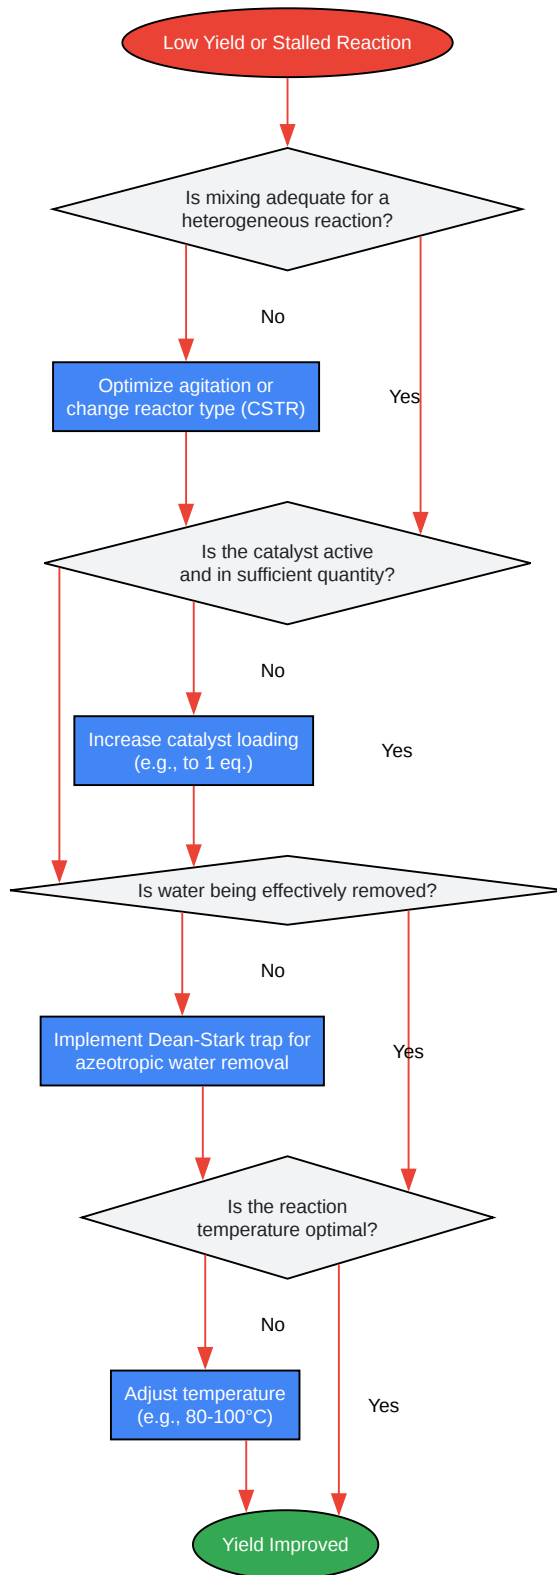 Low Yield or Stalled Reaction
Is mixing adequate for a
heterogeneous reaction?
No
Optimize agitation or
change reactor type (CSTR)
Yes
Is the catalyst active
and in sufficient quantity?
No
Increase catalyst loading
(e.g., to 1 eq.)
Yes
Is water being effectively removed?
No
Implement Dean-Stark trap for
azeotropic water removal
Yes
Is the reaction
temperature optimal?
No
Adjust temperature
(e.g., 80-100°C)
Yes
Yield Improved